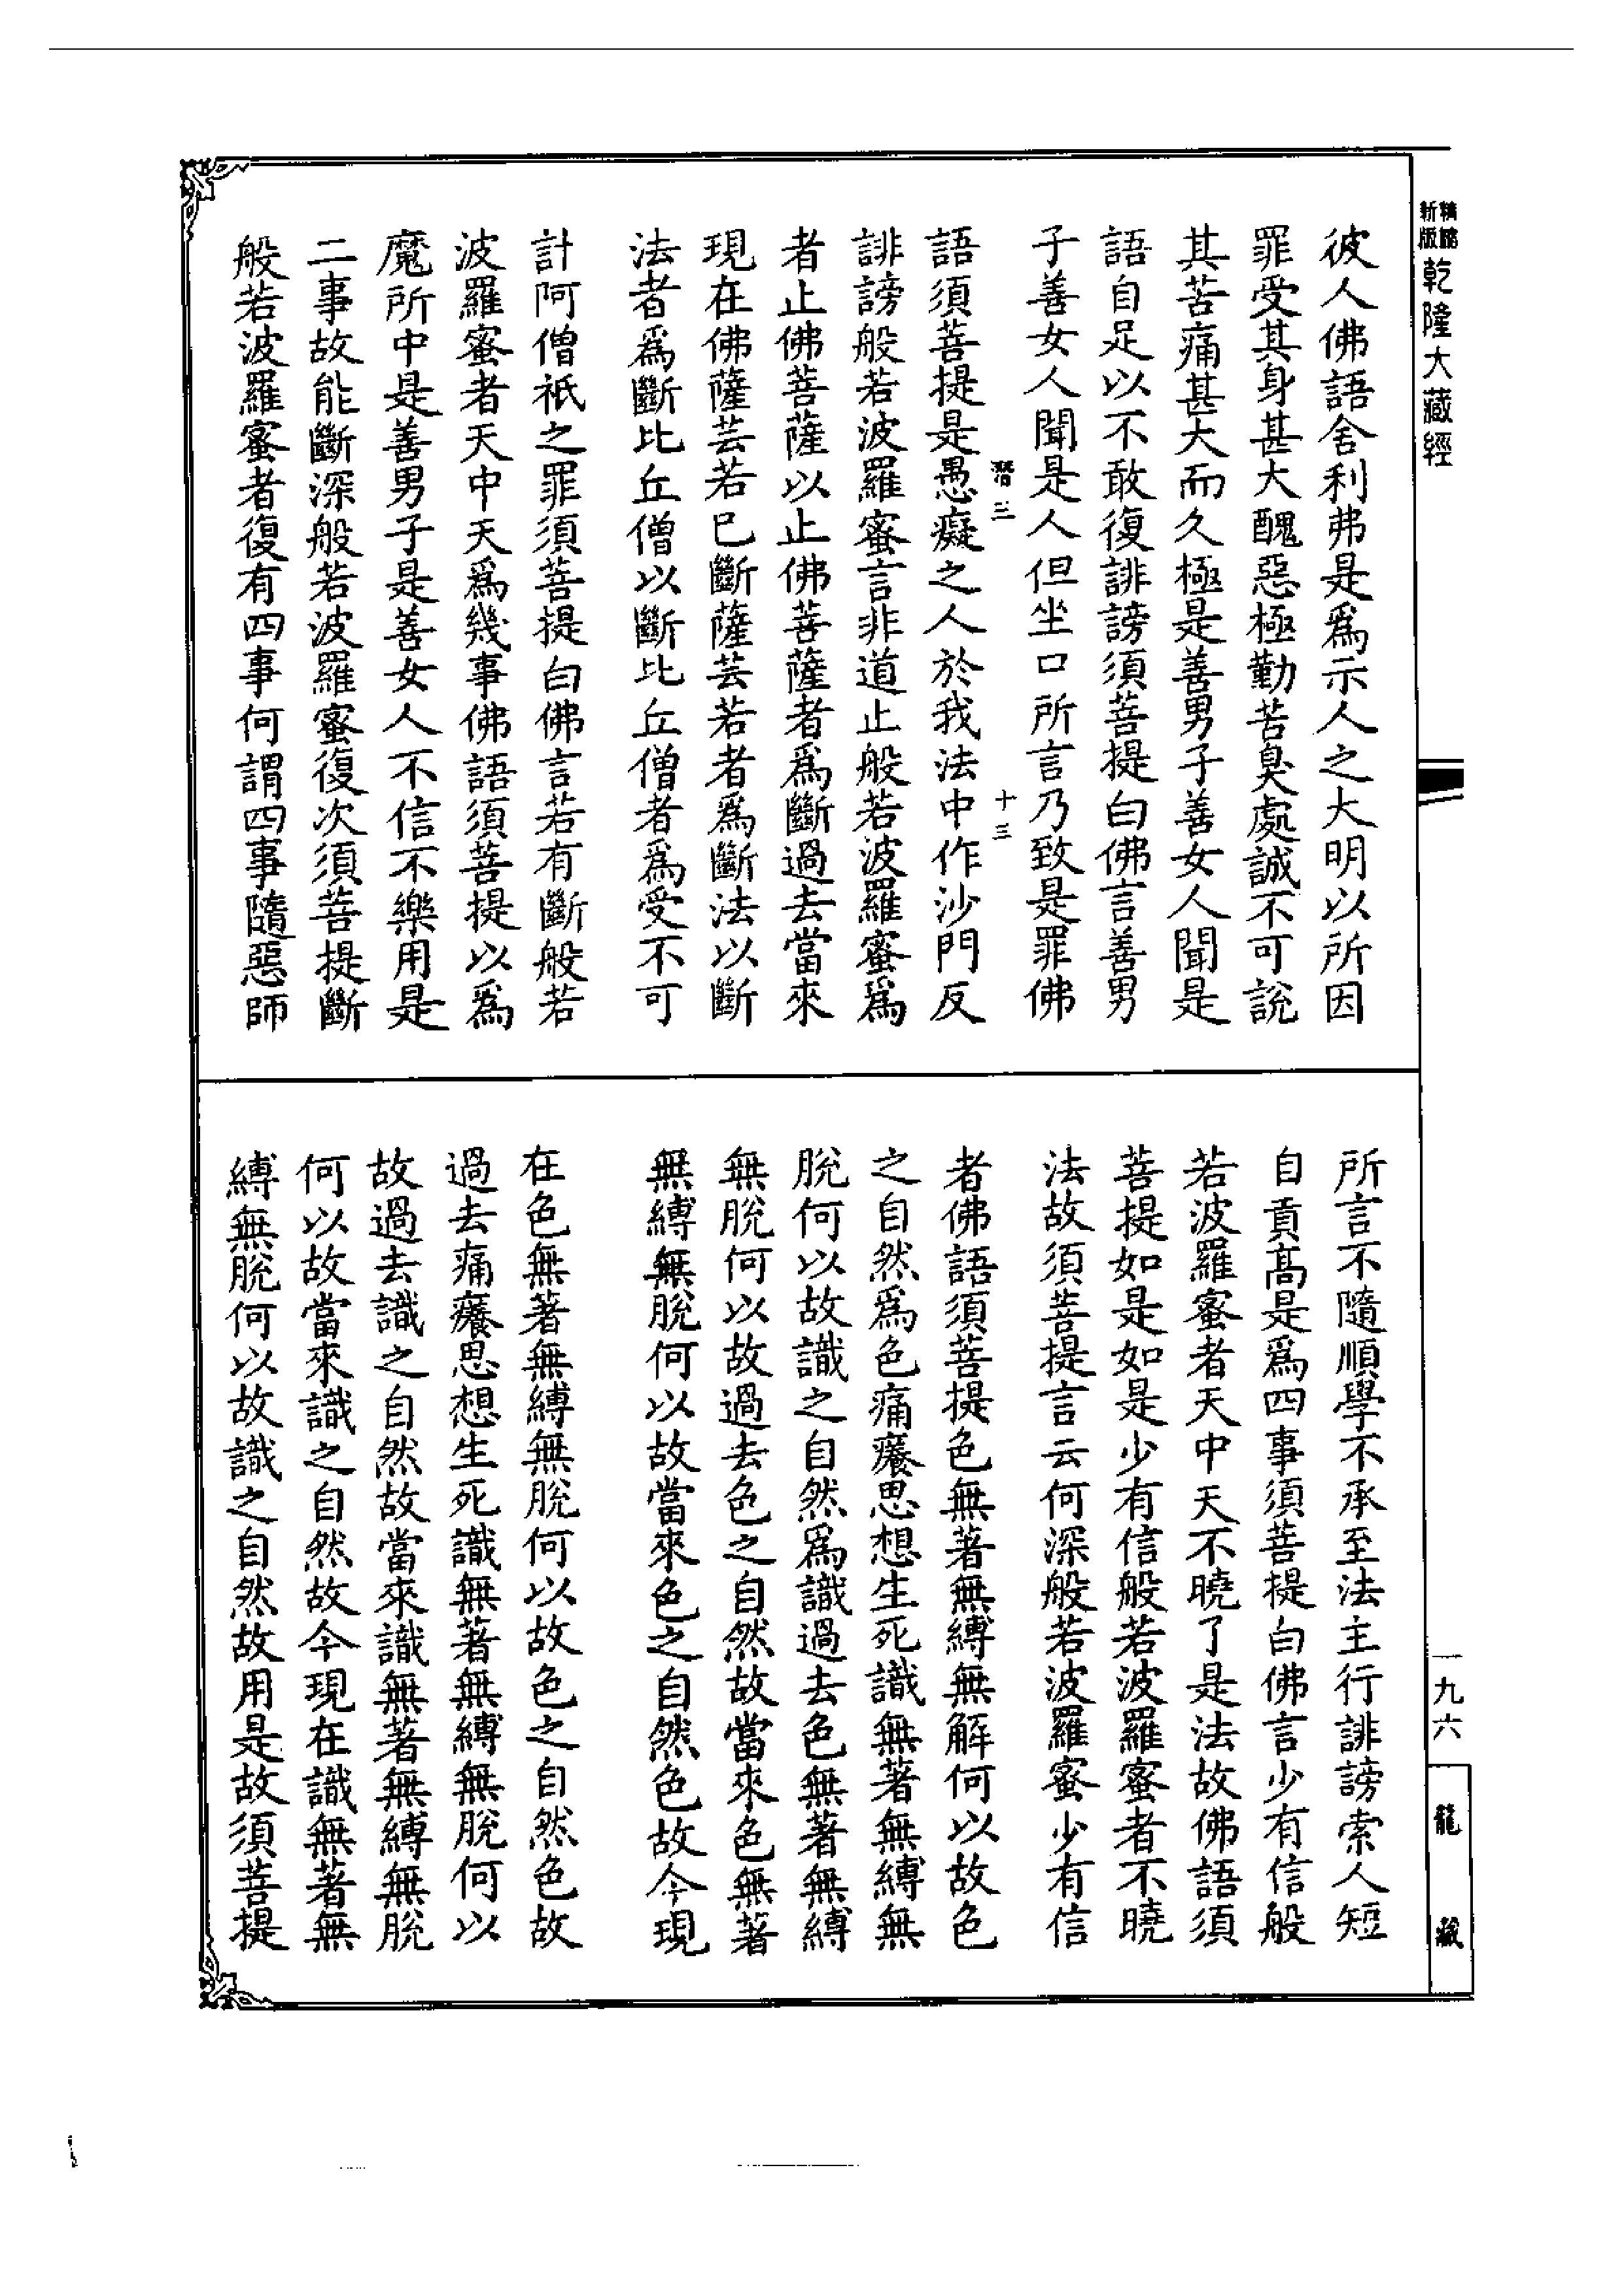 新版精縮乾隆大藏經
彼人佛語舍利弗是為示人之大明以所因
罪受其身甚大醜惡極勤苦臭處誠不可說
其苦痛甚大而久極是善男子善女人聞是
語自足以不敢復誹謗須菩提白佛言善男
子善女人聞是人但坐口所言乃致是罪佛
潛三 十三
語須菩提是愚癡之人於我法中作沙門反
誹謗般若波羅蜜言非道止般若波羅蜜為
者止佛菩薩以止佛菩薩者為斷過去當來
現在佛薩芸若已斷薩芸若者為斷法以斷
法者為斷比丘僧以斷比丘僧者為受不可
計阿僧祇之罪須菩提白佛言若有斷般若
波羅蜜者天中天為幾事佛語須菩提以為
魔所中是善男子是善女人不信不樂用是
二事故能斷深般若波羅蜜復次須菩提斷
般若波羅蜜者復有四事何謂四事隨惡師
所言不隨順學不承至法主行誹謗索人短
自貢高是為四事須菩提白佛言少有信般
若波羅蜜者天中天不曉了是法故佛語須
菩提如是如是少有信般若波羅蜜者不曉
法故須菩提言云何深般若波羅蜜少有信
者佛語須菩提色無著無縛無解何以故色
之自然為色痛癢思想生死識無著無縛無
脫何以故識之自然為識過去色無著無縛
無脫何以故過去色之自然故當來色無著
無縛無脫何以故當來色之自然色故今現
在色無著無縛無脫何以故色之自然色故
過去痛癢思想生死識無著無縛無脫何以
故過去識之自然故當來識無著無縛無脫
何以故當來識之自然故今現在識無著無
縛無脫何以故識之自然故用是故須菩提
一九六
龍藏